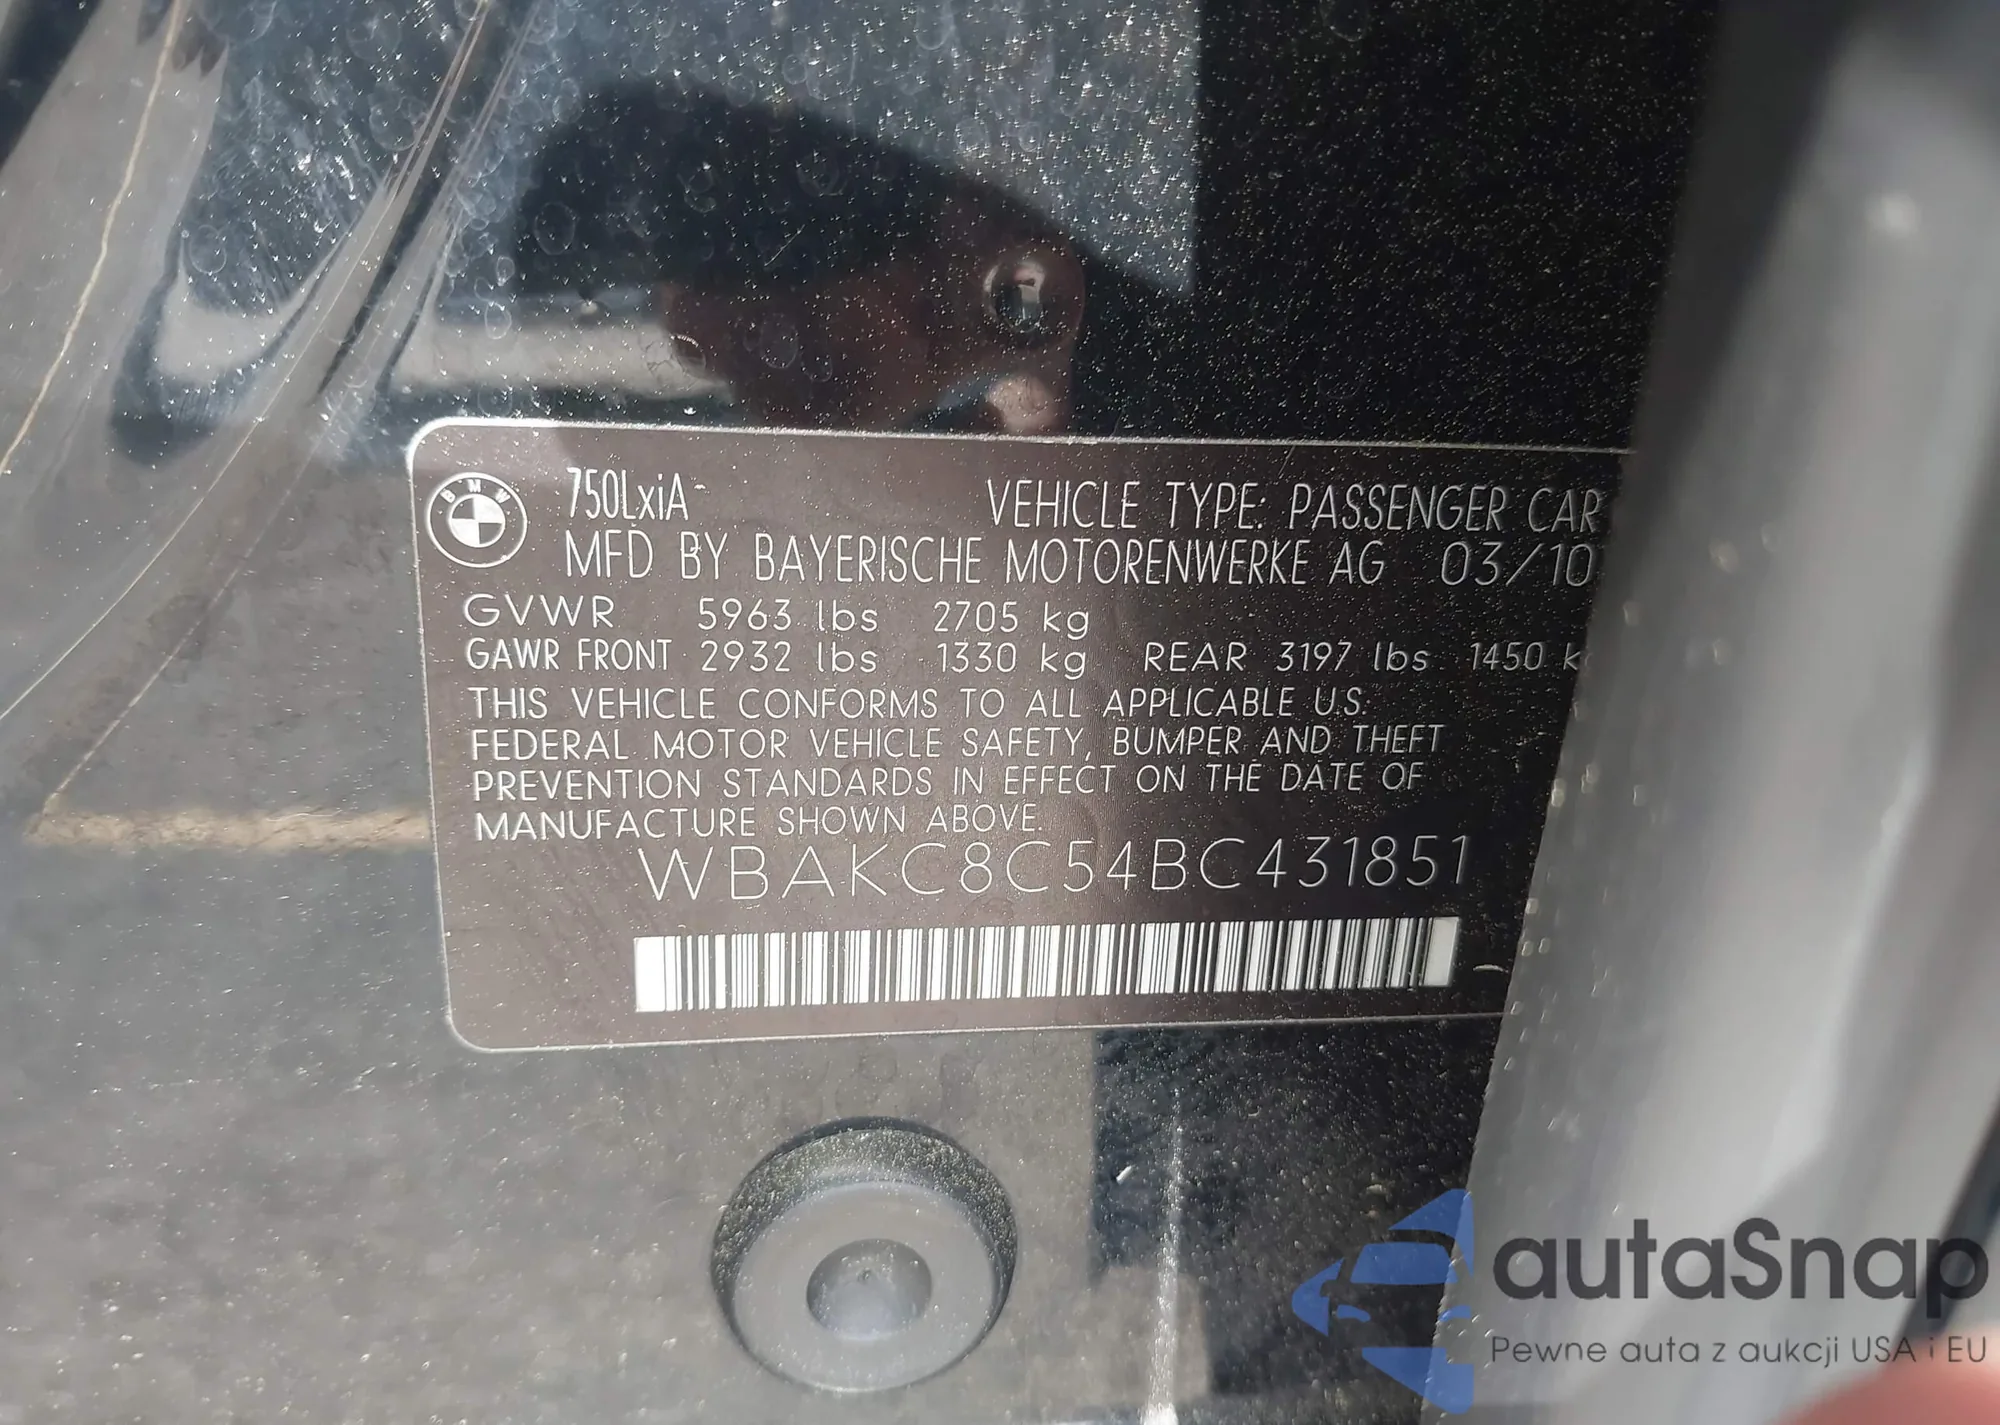 BMW
750LxiA
VEHICLE TYPE: PASSENGER CAR
MFD BY BAYERISCHE MOTORENWERKE AG 03/10
GVWR 5963 lbs 2705 kg
GAWR FRONT 2932 lbs 1330 kg REAR 3197 lbs 1450 k
THIS VEHICLE CONFORMS TO ALL APPLICABLE U.S.
FEDERAL MOTOR VEHICLE SAFETY, BUMPER AND THEFT
PREVENTION STANDARDS IN EFFECT ON THE DATE OF
MANUFACTURE SHOWN ABOVE.
WBAKC8C54BC431851
autaSnap
Pewne auta z aukcji USA i EU